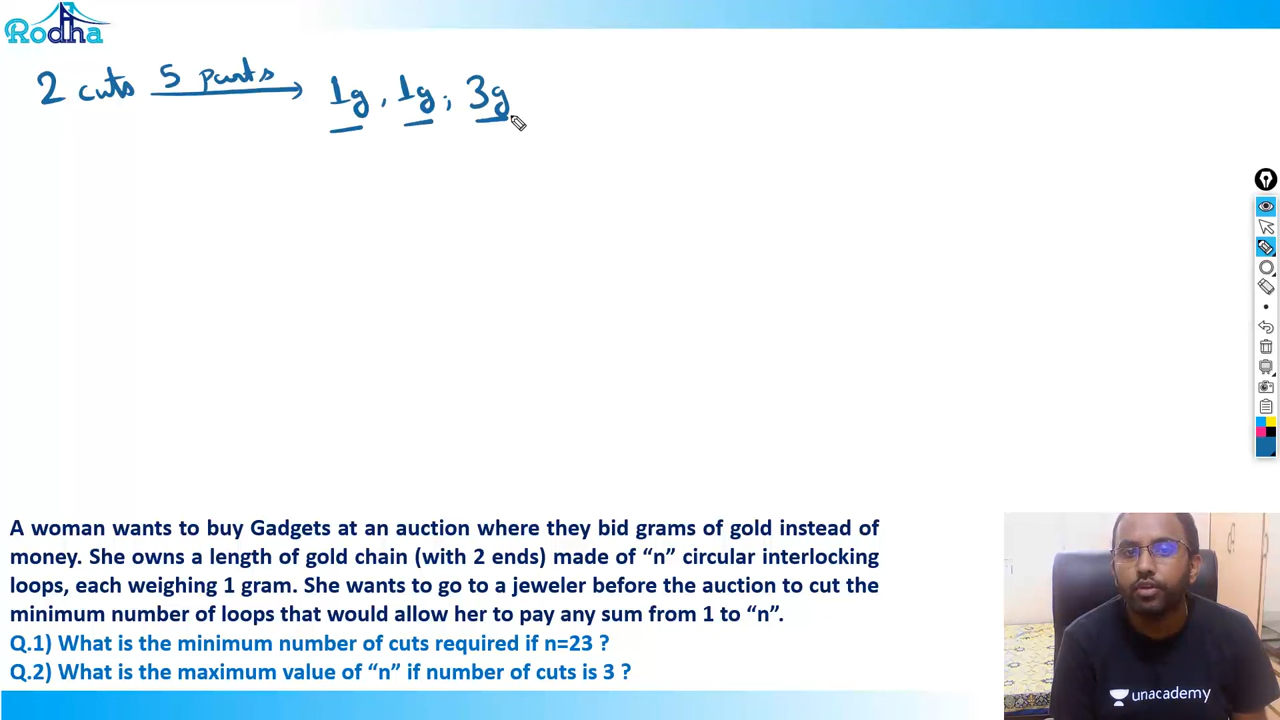 Rodha
2 cuts 5 parts → 1g, 1g, 3g
A woman wants to buy Gadgets at an auction where they bid grams of gold instead of
money. She owns a length of gold chain (with 2 ends) made of “n” circular interlocking
loops, each weighing 1 gram. She wants to go to a jeweler before the auction to cut the
minimum number of loops that would allow her to pay any sum from 1 to “n”.
Q.1) What is the minimum number of cuts required if n=23 ?
Q.2) What is the maximum value of “n” if number of cuts is 3 ?
unacademy